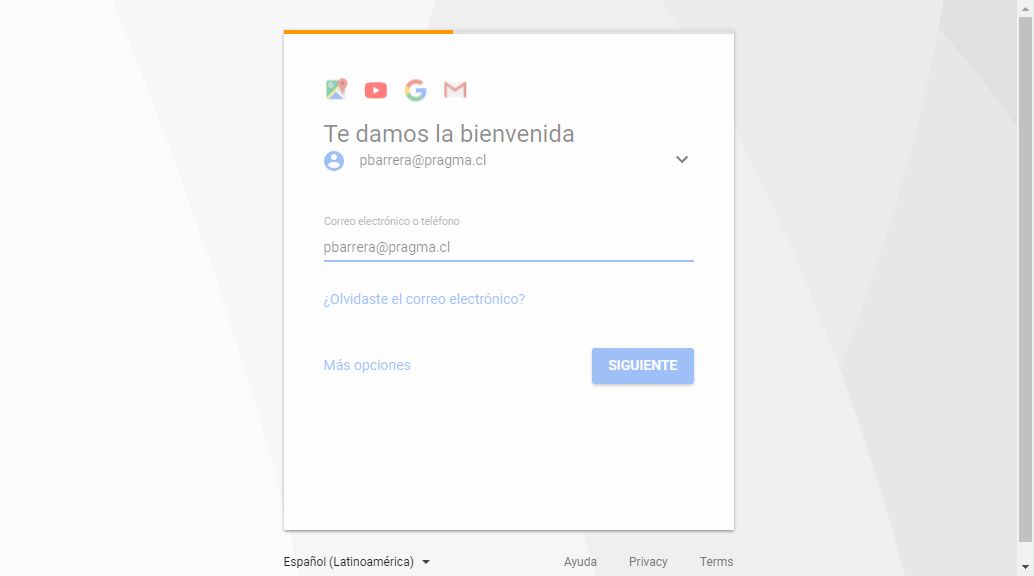 Te damos la bienvenida
pbarrera@pragma.cl
Correo electrónico o teléfono
pbarrera@pragma.cl
¿Olvidaste el correo electrónico?
Más opciones
SIGUIENTE
Español (Latinoamérica)
Ayuda
Privacy
Terms